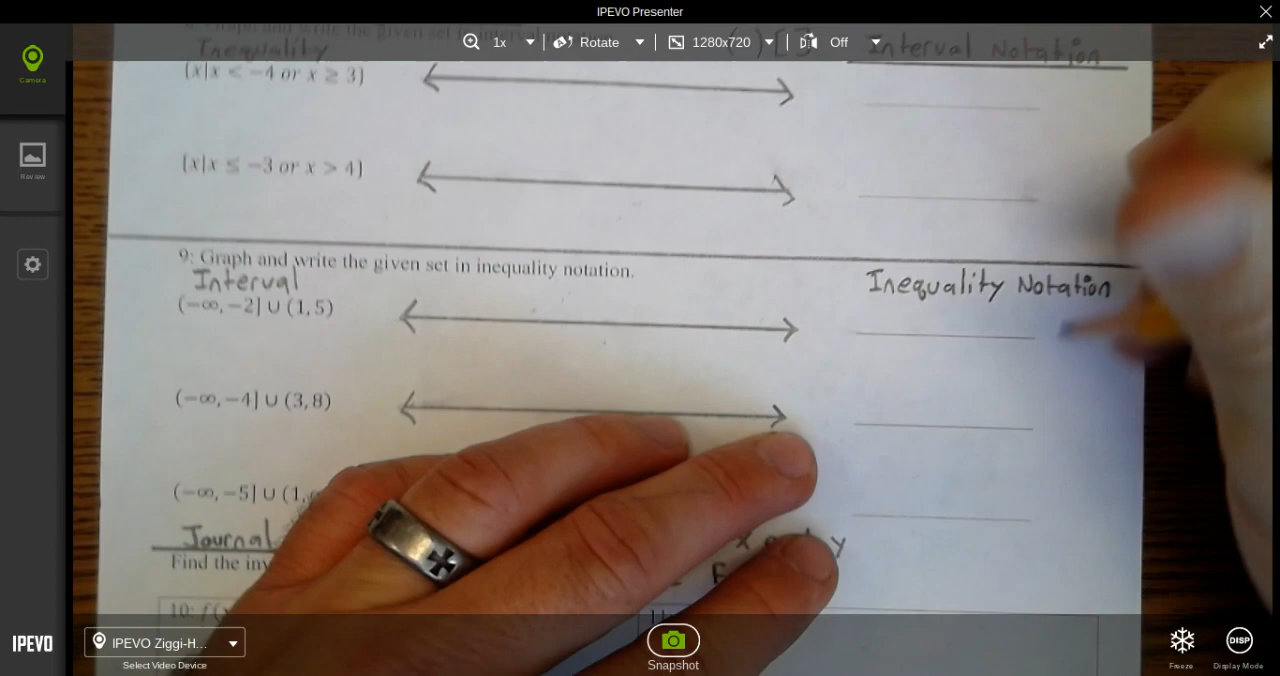 IPEVO Presenter
1x Rotate 1280x720 Off
Camera
Review
Inequality
Interval Notation
{x|x < −4 or x ≥ 3}
{x|x ≤ −3 or x > 4}
9: Graph and write the given set in inequality notation.
Interval
Inequality Notation
(−∞, −2] ∪ (1, 5)
(−∞, −4] ∪ (3, 8)
(−∞, −5] ∪ (1,
Journal
Find the inv
10: f(
IPEVO
IPEVO Ziggi-H...
Select Video Device
Snapshot
Freeze
DISP
Display Mode